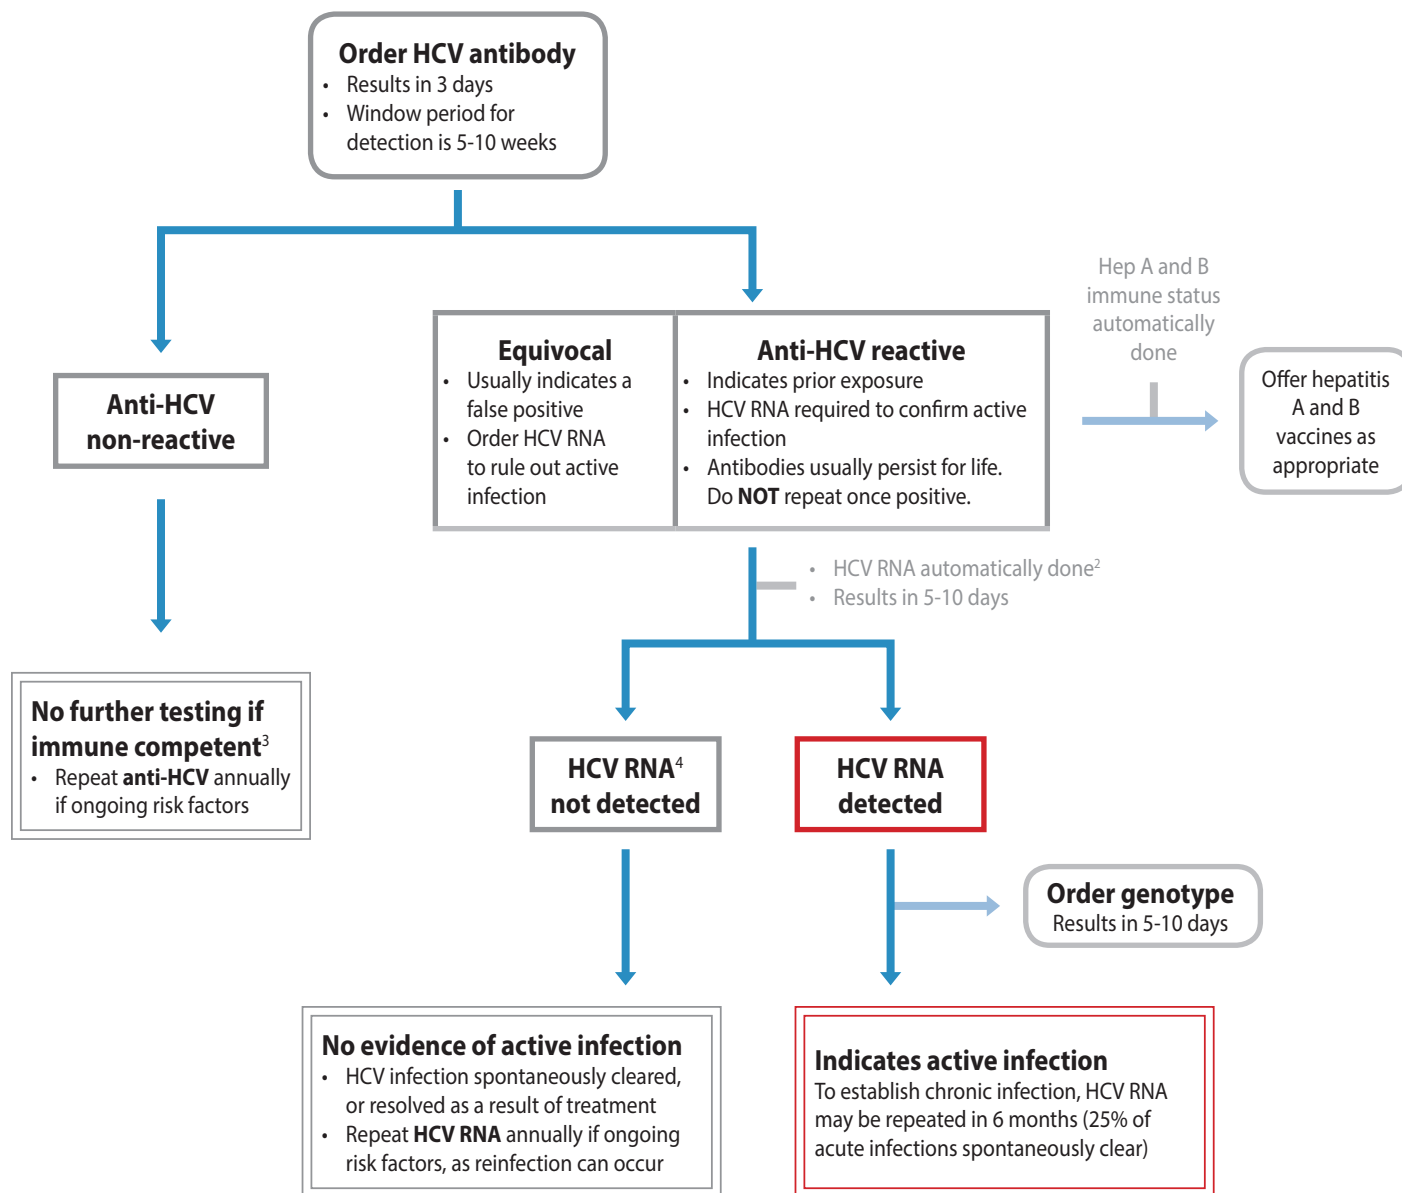 Order HCV antibody
• Results in 3 days
• Window period for
detection is 5-10 weeks
Hep A and B
immune status
automatically
done
Equivocal
• Usually indicates a
false positive
• Order HCV RNA
to rule out active
infection
Anti-HCV reactive
• Indicates prior exposure
• HCV RNA required to confirm active
infection
• Antibodies usually persist for life.
Do NOT repeat once positive.
Offer hepatitis
A and B
vaccines as
appropriate
Anti-HCV
non-reactive
• HCV RNA automatically done²
• Results in 5-10 days
No further testing if
immune competent³
• Repeat anti-HCV annually
if ongoing risk factors
HCV RNA⁴
not detected
HCV RNA
detected
Order genotype
Results in 5-10 days
No evidence of active infection
• HCV infection spontaneously cleared,
or resolved as a result of treatment
• Repeat HCV RNA annually if ongoing
risk factors, as reinfection can occur
Indicates active infection
To establish chronic infection, HCV RNA
may be repeated in 6 months (25% of
acute infections spontaneously clear)